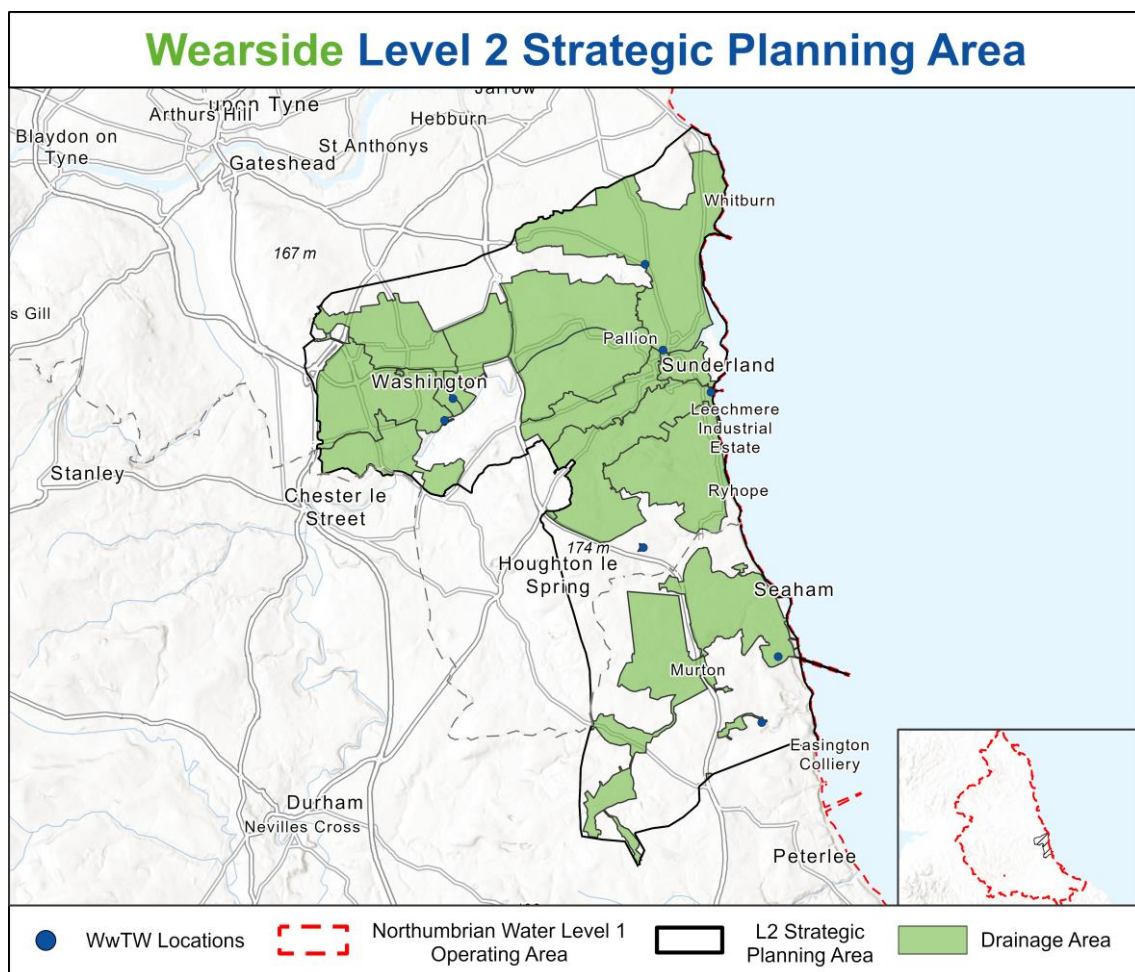 Wearside Level 2 Strategic Planning Area
Jarrow
upon Tyne
Arthurs Hill
Hebburn
Blaydon on
Tyne
St Anthonys
Gateshead
Whitburn
167 m
s Gill
Pallion
Sunderland
Washington
Leechmere
Industrial
Estate
Stanley
Chester le
Street
Ryhope
174 m
Houghton le
Spring
Seaham
Murton
Easington
Colliery
Durham
Nevilles Cross
Peterlee
WwTW Locations
Northumbrian Water Level 1
Operating Area
L2 Strategic
Planning Area
Drainage Area